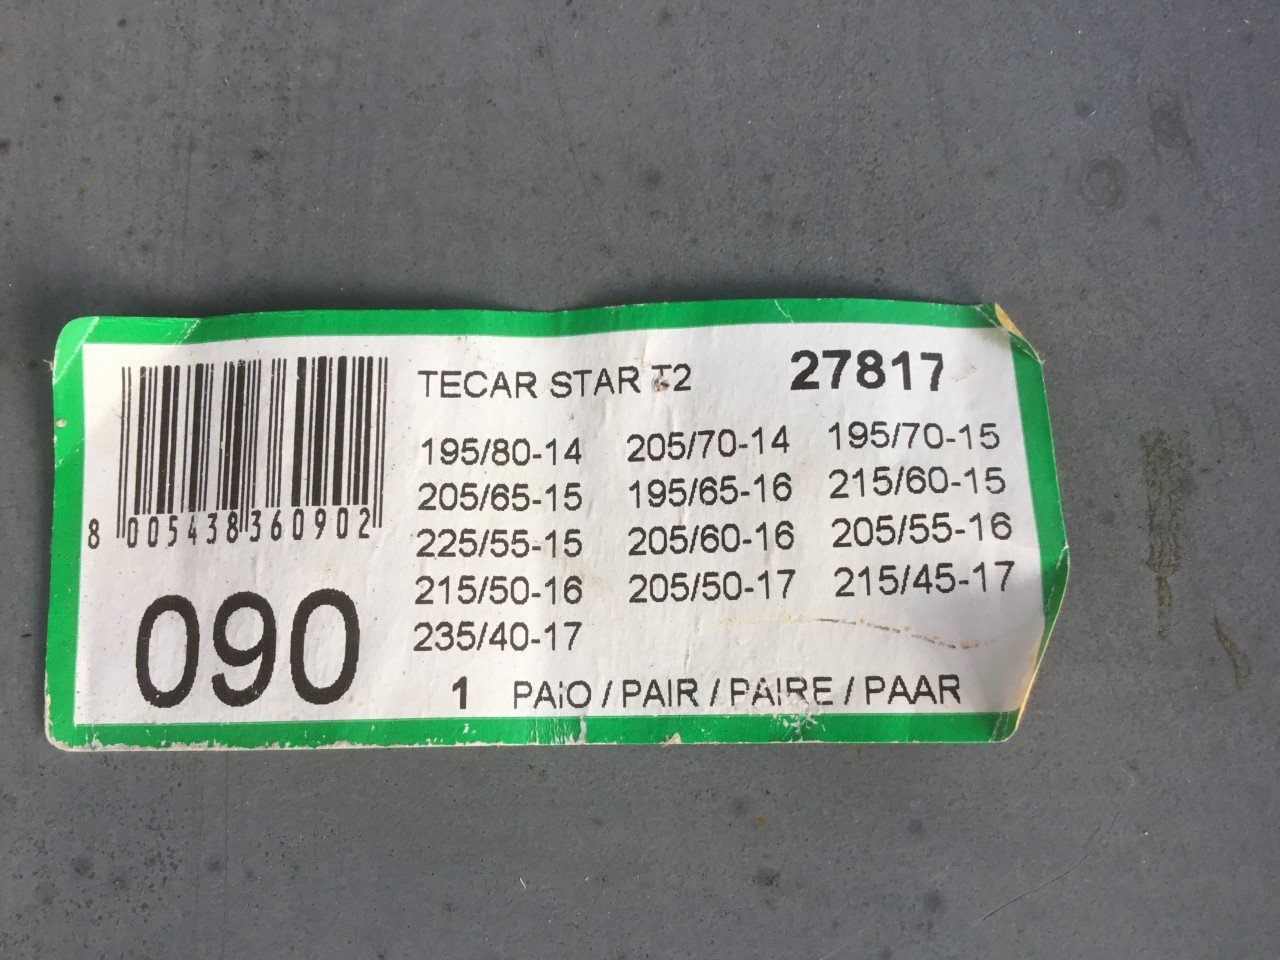 TECAR STAR T2 27817
195/80-14 205/70-14 195/70-15
205/65-15 195/65-16 215/60-15
225/55-15 205/60-16 205/55-16
215/50-16 205/50-17 215/45-17
235/40-17
8 005438 360902
090
1 PAIO / PAIR / PAIRE / PAAR